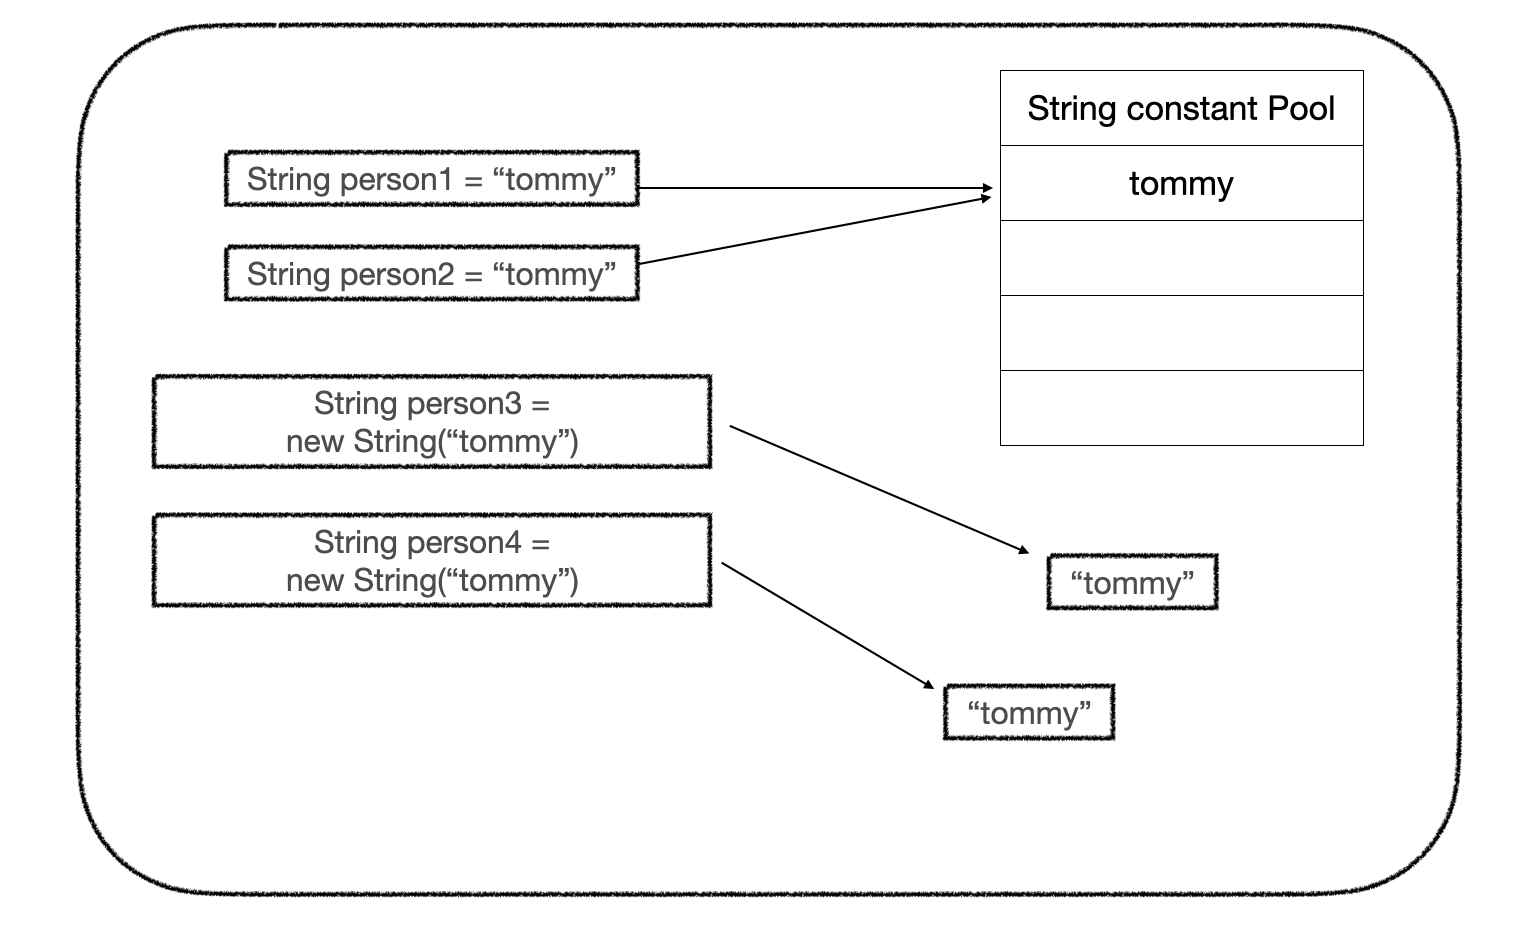 String constant Pool
String person1 = “tommy”
tommy
String person2 = “tommy”
String person3 =
new String(“tommy”)
String person4 =
new String(“tommy”)
“tommy”
“tommy”